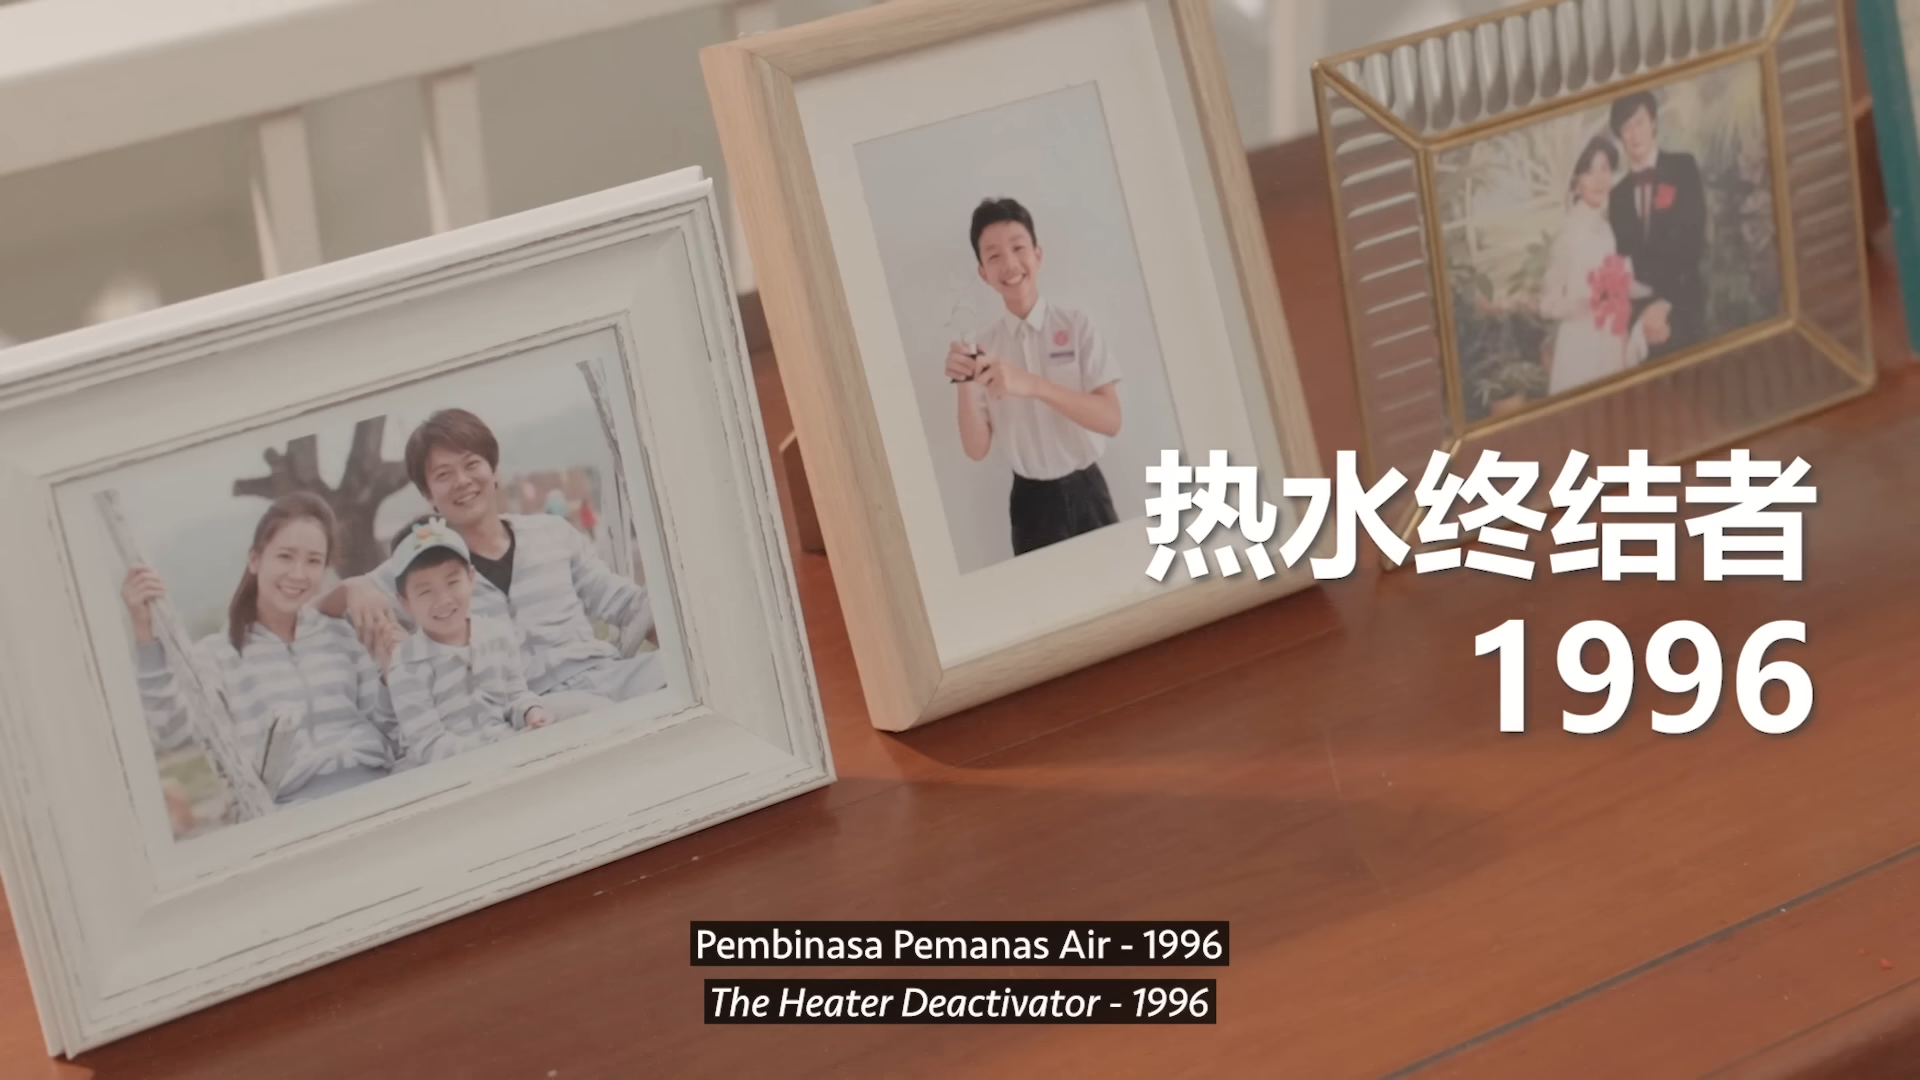 热水终结者
1996
Pembinasa Pemanas Air - 1996
The Heater Deactivator - 1996